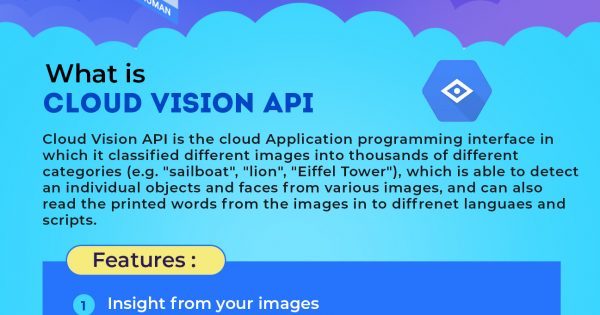 HUMAN
What is
CLOUD VISION API
Cloud Vision API is the cloud Application programming interface in
which it classified different images into thousands of different
categories (e.g. "sailboat", "lion", "Eiffel Tower"), which is able to detect
an individual objects and faces from various images, and can also
read the printed words from the images in to diffrenet languaes and
scripts.
Features :
1 Insight from your images